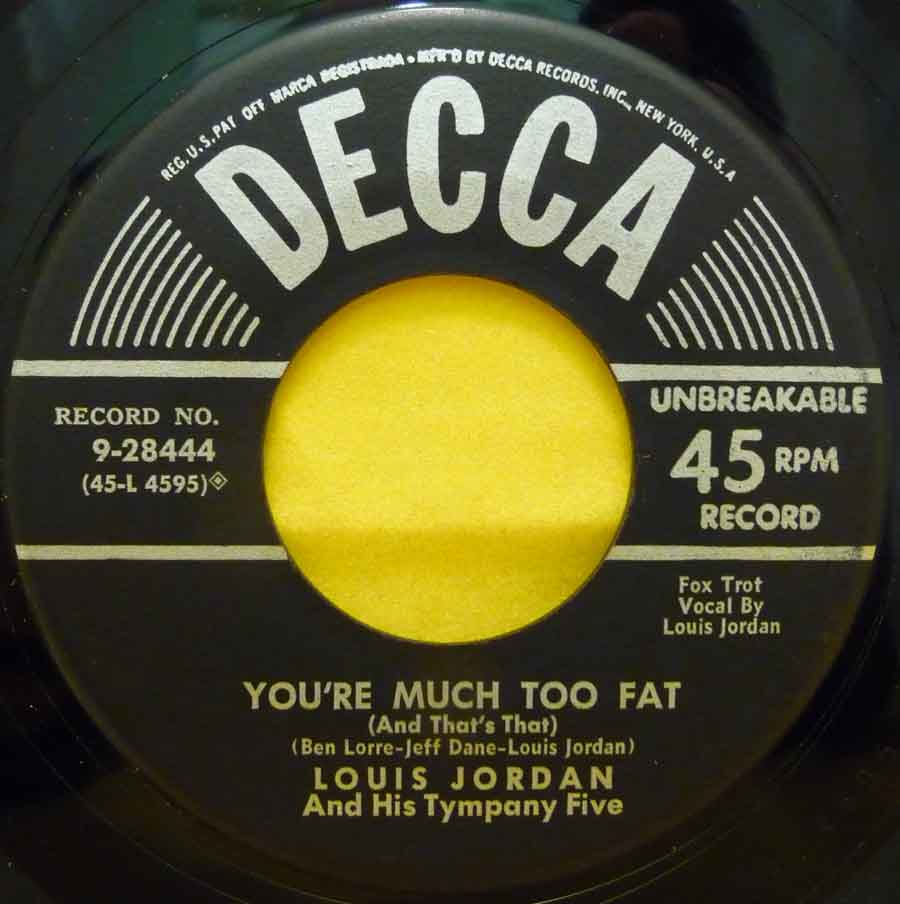 REG. U.S. PAT OFF MARCA REGISTRADA • MFR'D BY DECCA RECORDS, INC., NEW YORK, U.S.A
DECCA
RECORD NO.
9-28444
(45-L 4595)
UNBREAKABLE
45 RPM
RECORD
Fox Trot
Vocal By
Louis Jordan
YOU'RE MUCH TOO FAT
(And That's That)
(Ben Lorre-Jeff Dane-Louis Jordan)
LOUIS JORDAN
And His Tympany Five